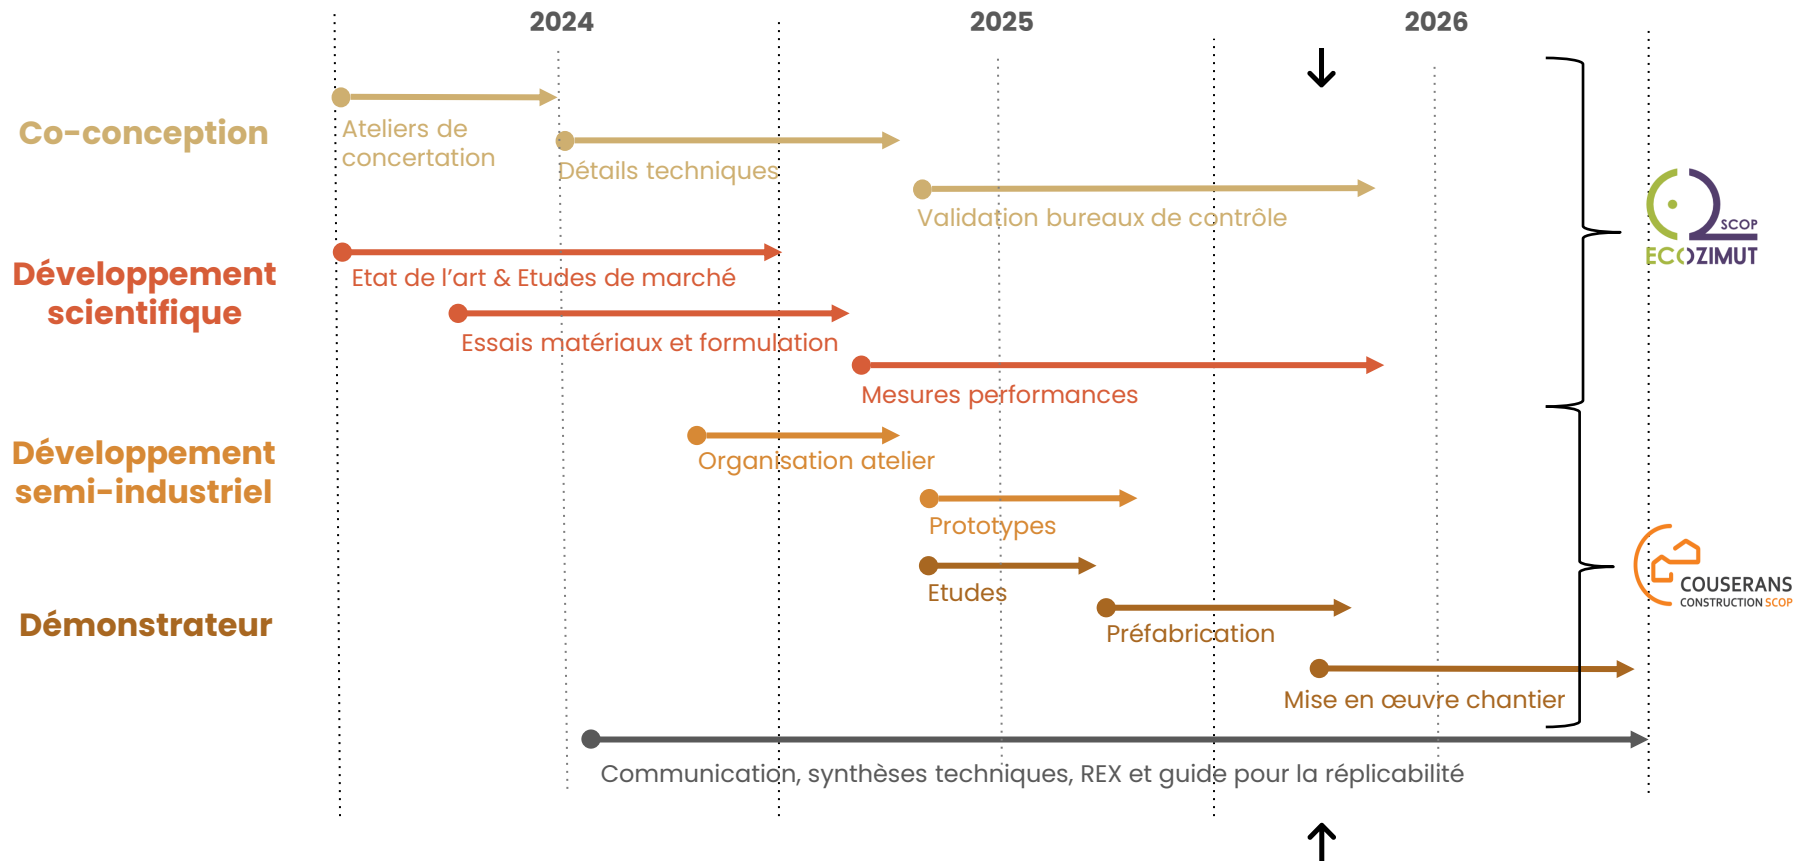 2024
2025
2026
Co-conception
Ateliers de
concertation
Détails techniques
Validation bureaux de contrôle
SCOP
ECOZIMUT
Développement
scientifique
Etat de l'art & Etudes de marché
Essais matériaux et formulation
Mesures performances
Développement
semi-industriel
Organisation atelier
Prototypes
Démonstrateur
Etudes
Préfabrication
Mise en œuvre chantier
COUSERANS
CONSTRUCTION SCOP
Communication, synthèses techniques, REX et guide pour la réplicabilité